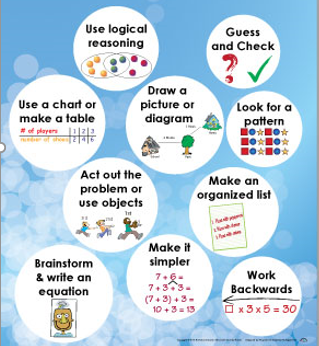 Use logical
reasoning
Guess
and Check
?
Use a chart or
make a table
# of players 1 2 3
number of shoes 2 4 6
Draw a
picture or
diagram
Look for a
pattern
Act out the
problem or
use objects
Make an
organized list
Make it
simpler
7 + 6 =
7 + 3 + 3 =
(7 + 3) + 3 =
10 + 3 = 13
Brainstorm
& write an
equation
Work
Backwards
□ x 3 x 5 = 30